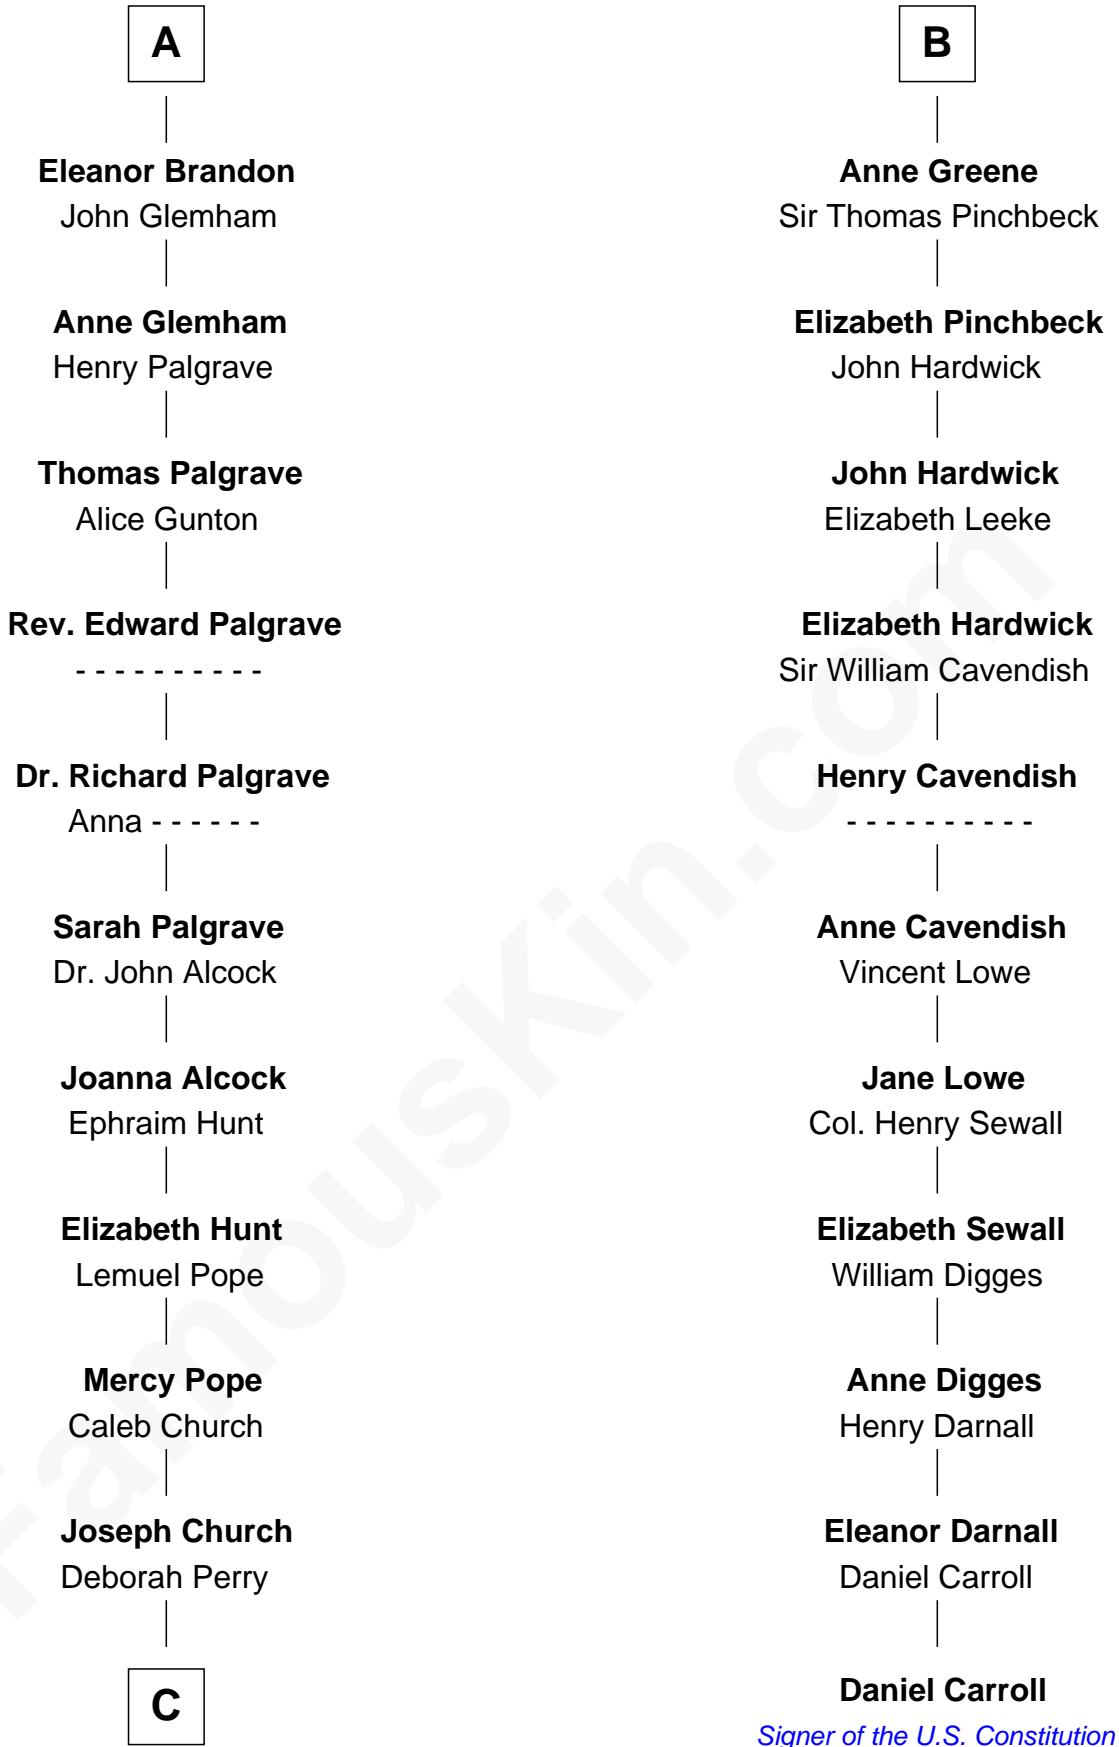 A
Eleanor Brandon
John Glemham
Anne Glemham
Henry Palgrave
Thomas Palgrave
Alice Gunton
Rev. Edward Palgrave
- - - - - - - - - -
Dr. Richard Palgrave
Anna - - - - - -
Sarah Palgrave
Dr. John Alcock
Joanna Alcock
Ephraim Hunt
Elizabeth Hunt
Lemuel Pope
Mercy Pope
Caleb Church
Joseph Church
Deborah Perry
C
B
Anne Greene
Sir Thomas Pinchbeck
Elizabeth Pinchbeck
John Hardwick
John Hardwick
Elizabeth Leeke
Elizabeth Hardwick
Sir William Cavendish
Henry Cavendish
- - - - - - - - - -
Anne Cavendish
Vincent Lowe
Jane Lowe
Col. Henry Sewall
Elizabeth Sewall
William Digges
Anne Digges
Henry Darnall
Eleanor Darnall
Daniel Carroll
Daniel Carroll
Signer of the U.S. Constitution
FamousKin.com